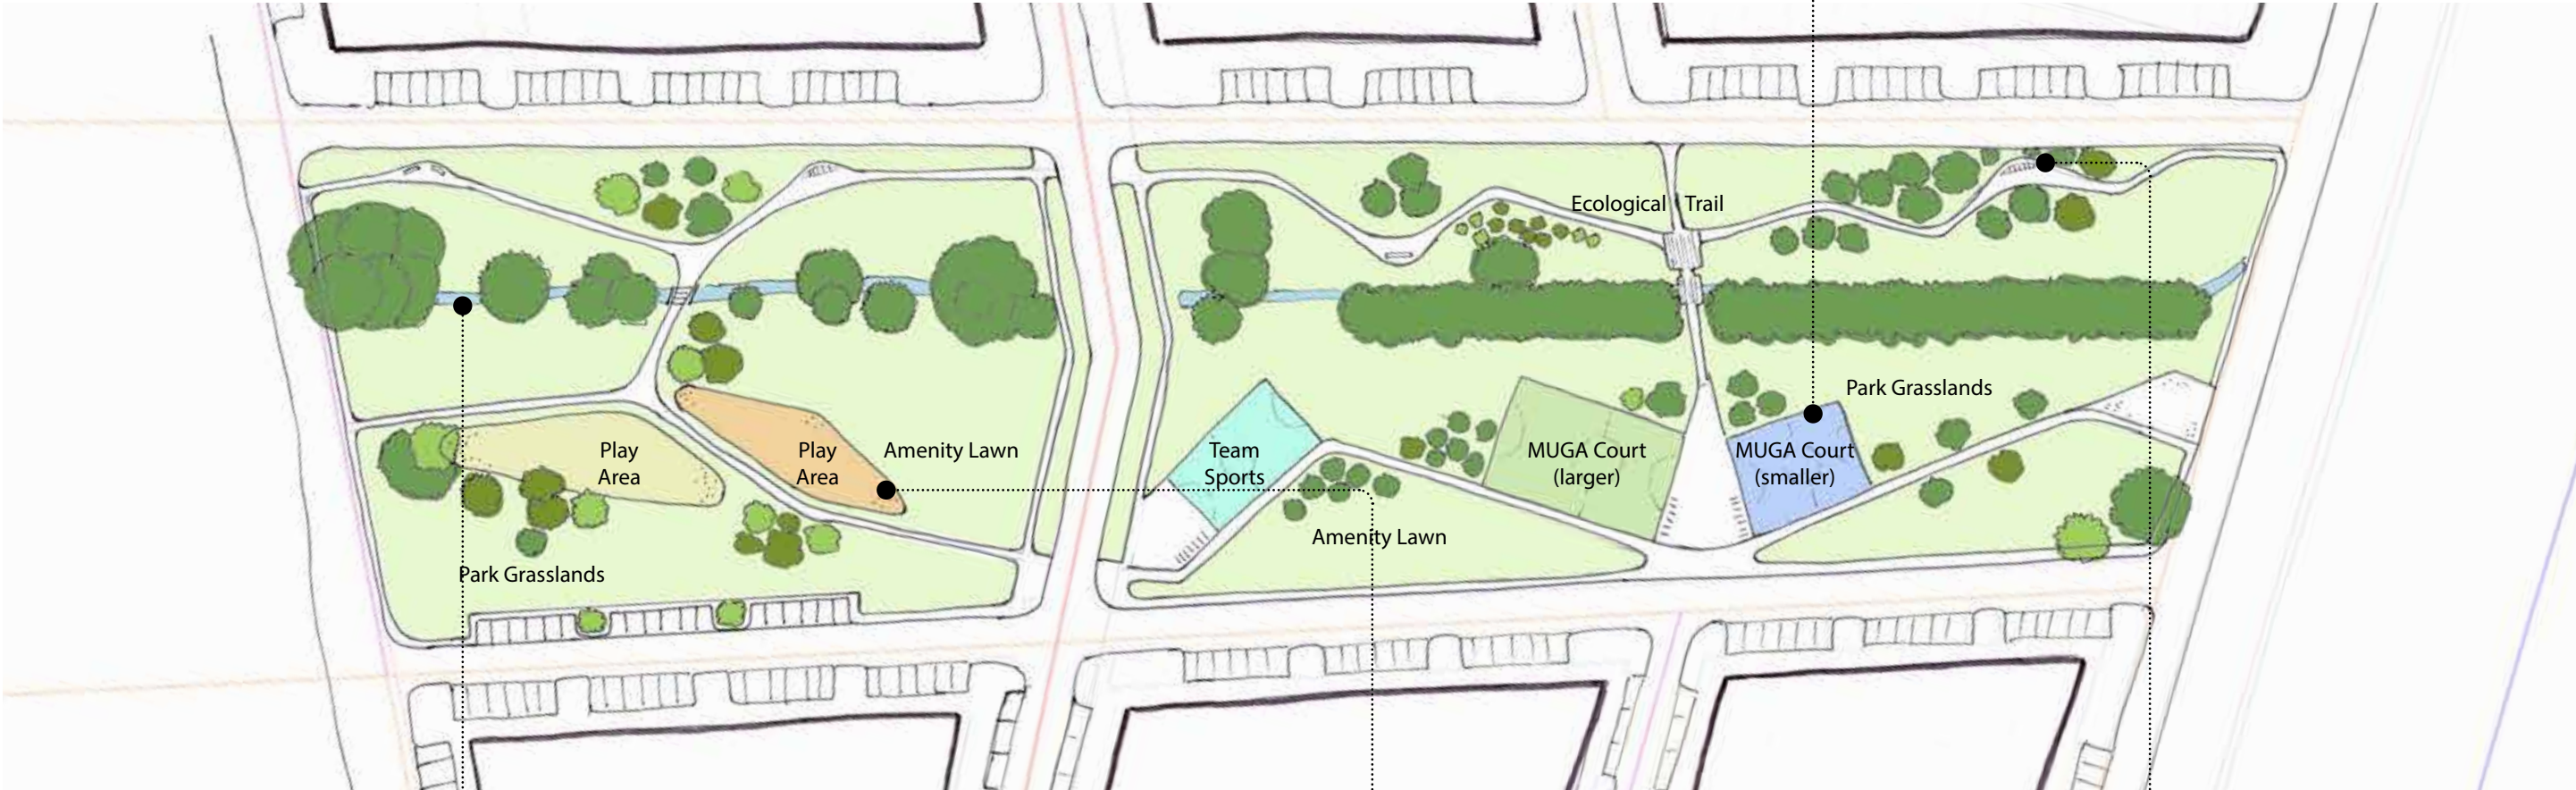 Ecological Trail
Park Grasslands
Play
Area
Play
Area
Amenity Lawn
Team
Sports
MUGA Court
(larger)
MUGA Court
(smaller)
Amenity Lawn
Park Grasslands